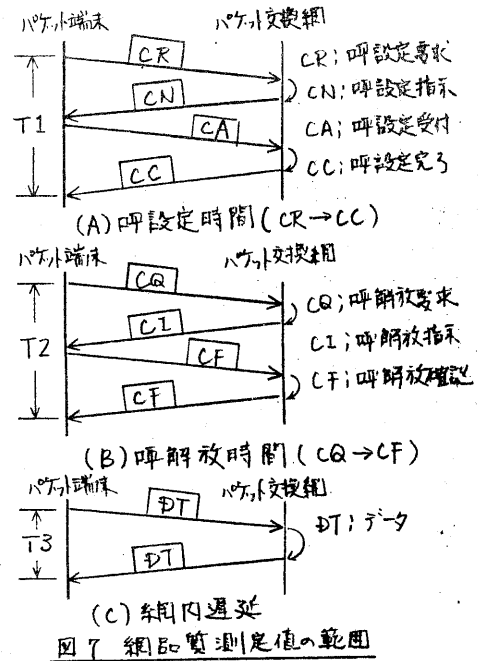 パケット端末 パケット交換網
CR CR;呼設定要求
CN CN;呼設定指示
T1 CA CA;呼設定受付
CC CC;呼設定完了
(A)呼設定時間(CR→CC)
パケット端末 パケット交換網
CQ CQ;呼解放要求
T2 CI CI;呼解放指示
CF CF;呼解放確認
CF
(B)呼解放時間(CQ→CF)
パケット端末 パケット交換網
DT DT;データ
T3
DT
(C)網内遅延
図7 網品質測定値の範囲